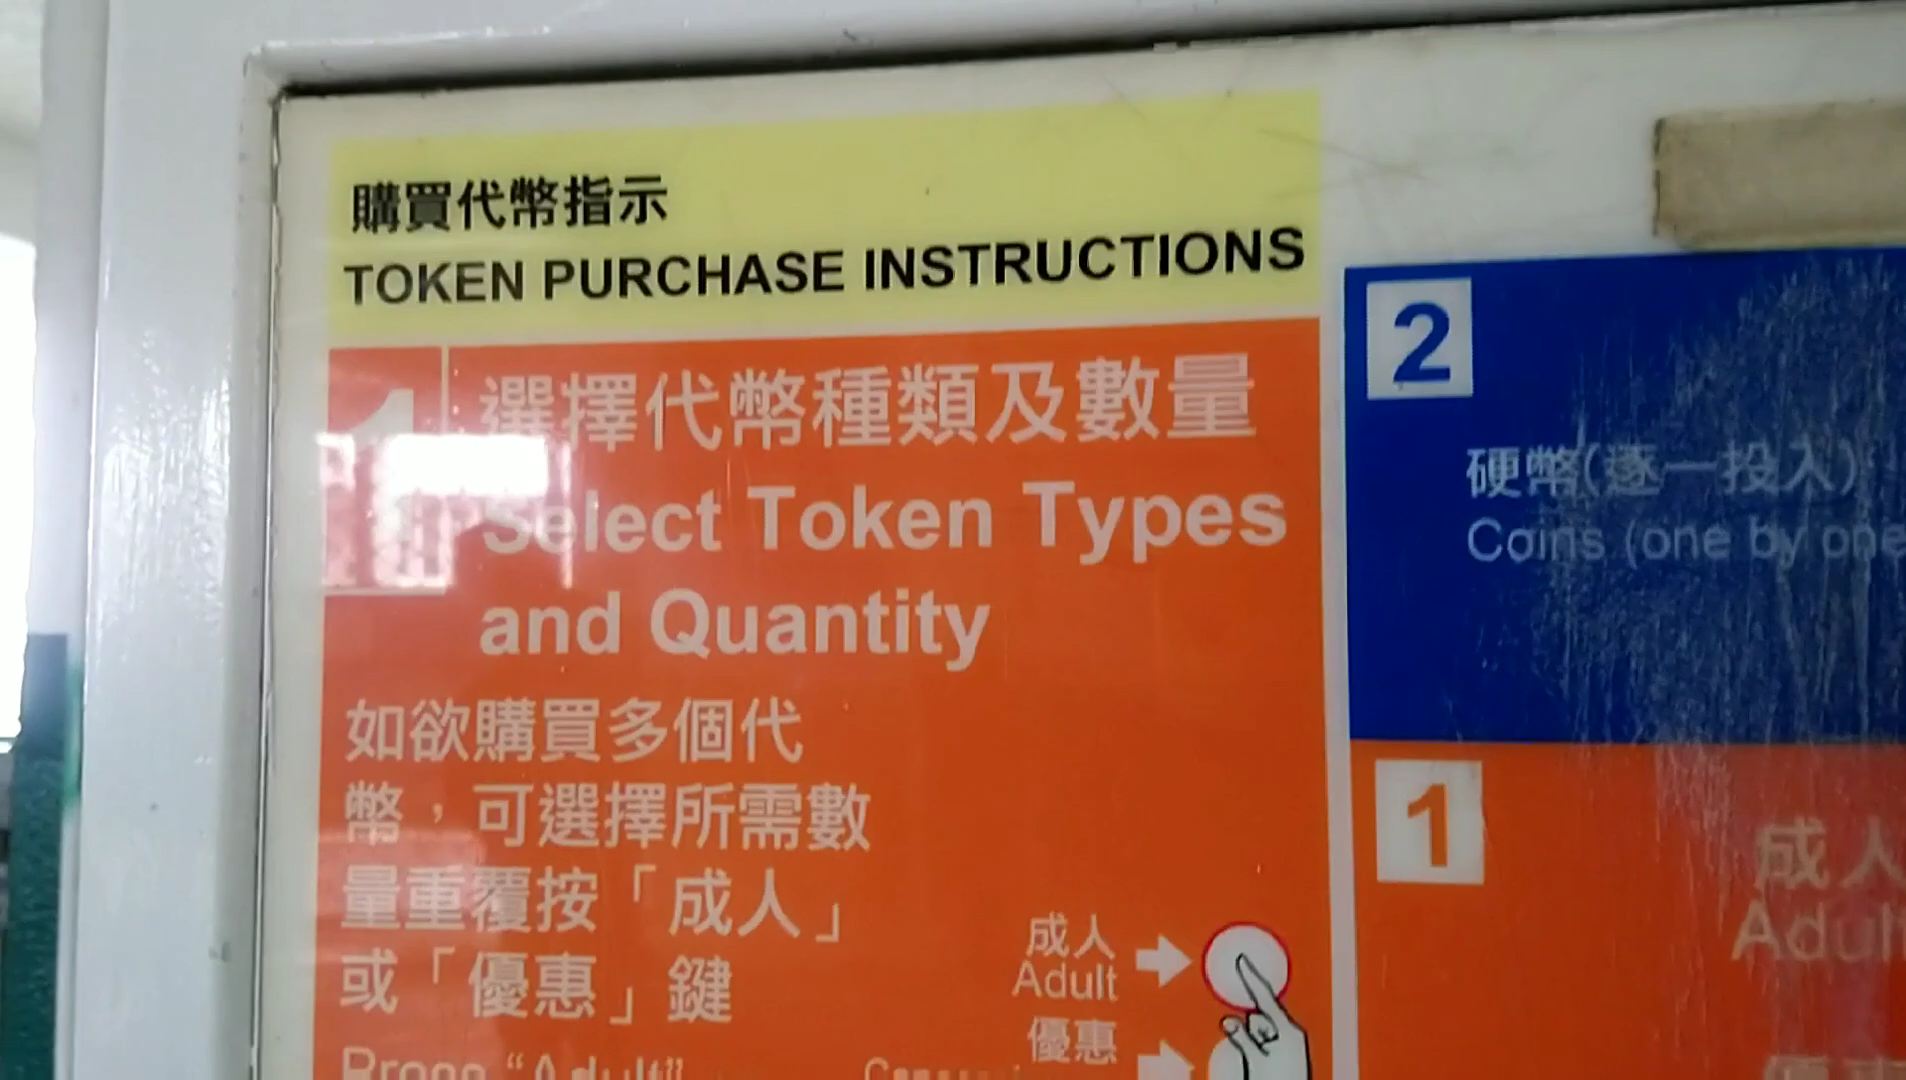 購買代幣指示
TOKEN PURCHASE INSTRUCTIONS
1
選擇代幣種類及數量
Select Token Types
and Quantity
如欲購買多個代
幣，可選擇所需數
量重覆按「成人」
或「優惠」鍵
Press "Adult"
成人
Adult
優惠
2
硬幣(逐一投入)
Coins (one by one
1
成人
Adult